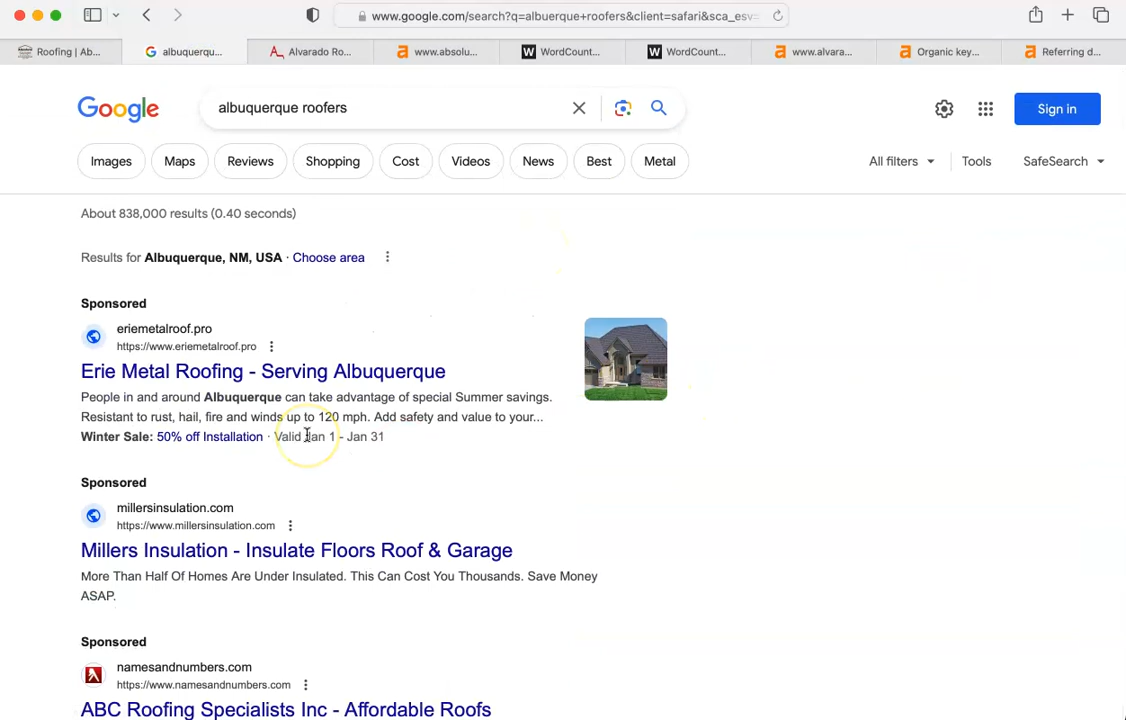 www.google.com/search?q=albuerque+roofers&client=safari&sca_esv=
Roofing | Ab...
albuquerqu...
Alvarado Ro...
www.absolu...
WordCount...
WordCount...
www.alvara...
Organic key...
Referring d...
Google
albuquerque roofers
Sign in
Images
Maps
Reviews
Shopping
Cost
Videos
News
Best
Metal
All filters
Tools
SafeSearch
About 838,000 results (0.40 seconds)
Results for Albuquerque, NM, USA · Choose area
Sponsored
eriemetalroof.pro
https://www.eriemetalroof.pro
Erie Metal Roofing - Serving Albuquerque
People in and around Albuquerque can take advantage of special Summer savings.
Resistant to rust, hail, fire and winds up to 120 mph. Add safety and value to your...
Winter Sale: 50% off Installation · Valid Jan 1 - Jan 31
Sponsored
millersinsulation.com
https://www.millersinsulation.com
Millers Insulation - Insulate Floors Roof & Garage
More Than Half Of Homes Are Under Insulated. This Can Cost You Thousands. Save Money
ASAP.
Sponsored
namesandnumbers.com
https://www.namesandnumbers.com
ABC Roofing Specialists Inc - Affordable Roofs